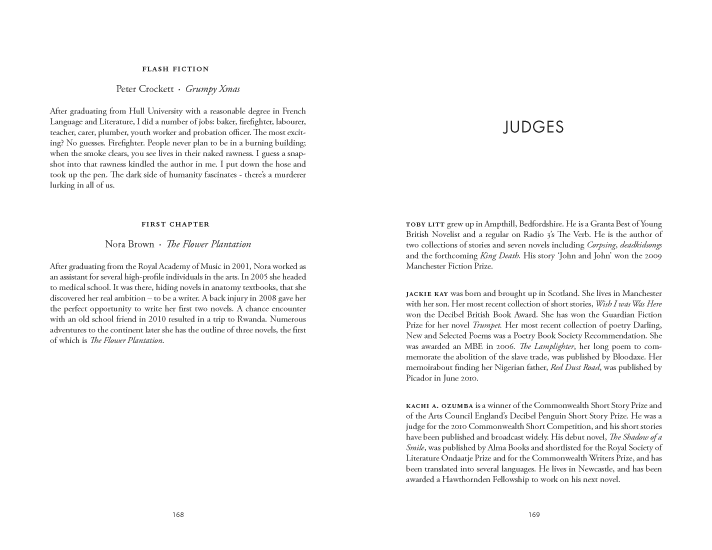 FLASH FICTION
Peter Crockett · Grumpy Xmas
After graduating from Hull University with a reasonable degree in French
Language and Literature, I did a number of jobs: baker, firefighter, labourer,
teacher, carer, plumber, youth worker and probation officer. The most excit-
ing? No guesses. Firefighter. People never plan to be in a burning building;
when the smoke clears, you see lives in their naked rawness. I guess a snap-
shot into that rawness kindled the author in me. I put down the hose and
took up the pen. The dark side of humanity fascinates - there's a murderer
lurking in all of us.
FIRST CHAPTER
Nora Brown · The Flower Plantation
After graduating from the Royal Academy of Music in 2001, Nora worked as
an assistant for several high-profile individuals in the arts. In 2005 she headed
to medical school. It was there, hiding novels in anatomy textbooks, that she
discovered her real ambition – to be a writer. A back injury in 2008 gave her
the perfect opportunity to write her first two novels. A chance encounter
with an old school friend in 2010 resulted in a trip to Rwanda. Numerous
adventures to the continent later she has the outline of three novels, the first
of which is The Flower Plantation.
168
JUDGES
TOBY LITT grew up in Ampthill, Bedfordshire. He is a Granta Best of Young
British Novelist and a regular on Radio 3's The Verb. He is the author of
two collections of stories and seven novels including Corpsing, deadkidsongs
and the forthcoming King Death. His story 'John and John' won the 2009
Manchester Fiction Prize.
JACKIE KAY was born and brought up in Scotland. She lives in Manchester
with her son. Her most recent collection of short stories, Wish I was Was Here
won the Decibel British Book Award. She has won the Guardian Fiction
Prize for her novel Trumpet. Her most recent collection of poetry Darling,
New and Selected Poems was a Poetry Book Society Recommendation. She
was awarded an MBE in 2006. The Lamplighter, her long poem to com-
memorate the abolition of the slave trade, was published by Bloodaxe. Her
memoirabout finding her Nigerian father, Red Dust Road, was published by
Picador in June 2010.
KACHI A. OZUMBA is a winner of the Commonwealth Short Story Prize and
of the Arts Council England's Decibel Penguin Short Story Prize. He was a
judge for the 2010 Commonwealth Short Competition, and his short stories
have been published and broadcast widely. His debut novel, The Shadow of a
Smile, was published by Alma Books and shortlisted for the Royal Society of
Literature Ondaatje Prize and for the Commonwealth Writers Prize, and has
been translated into several languages. He lives in Newcastle, and has been
awarded a Hawthornden Fellowship to work on his next novel.
169